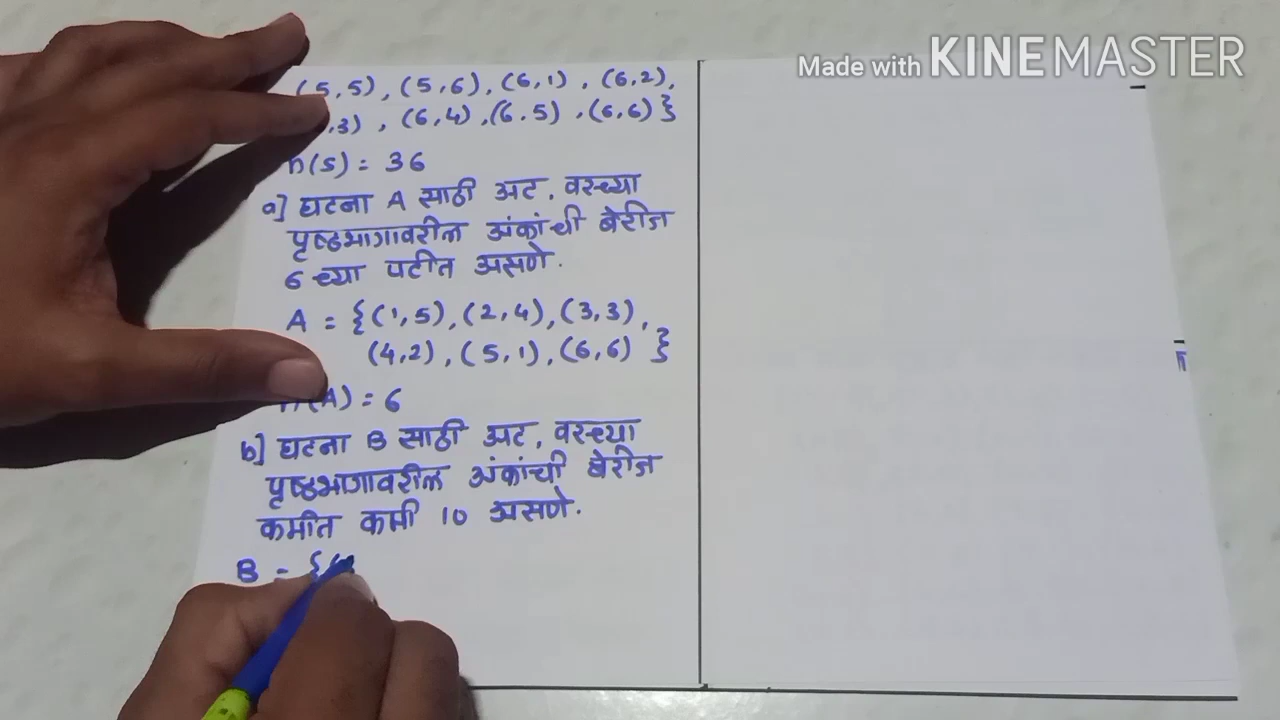 Made with KINEMASTER
(5,5), (5,6), (6,1), (6,2),
,3), (6,4), (6.5), (6,6) }
n(s) = 36
a] घटना A साठी अट, वरच्या
पृष्ठभागावरील अंकांची बेरीज
6 च्या पटीत असणे.
A = { (1,5), (2,4), (3,3),
(4,2), (5,1), (6,6) }
n(A) = 6
b] घटना B साठी अट, वरच्या
पृष्ठभागावरील अंकांची बेरीज
कमीत कमी 10 असणे.
B = {(